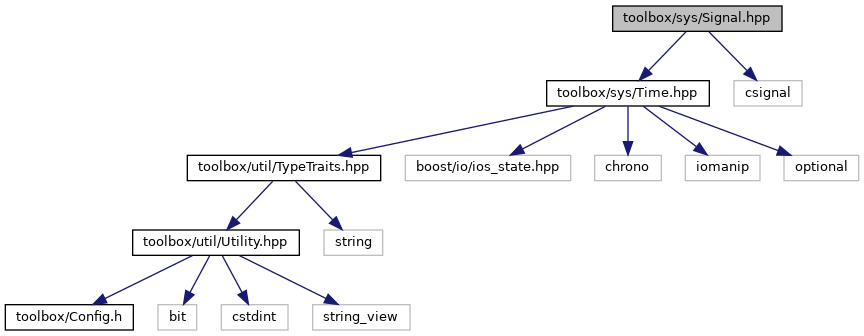 toolbox/sys/Signal.hpp
toolbox/sys/Time.hpp
csignal
toolbox/util/TypeTraits.hpp
boost/io/ios_state.hpp
chrono
iomanip
optional
toolbox/util/Utility.hpp
string
toolbox/Config.h
bit
cstdint
string_view